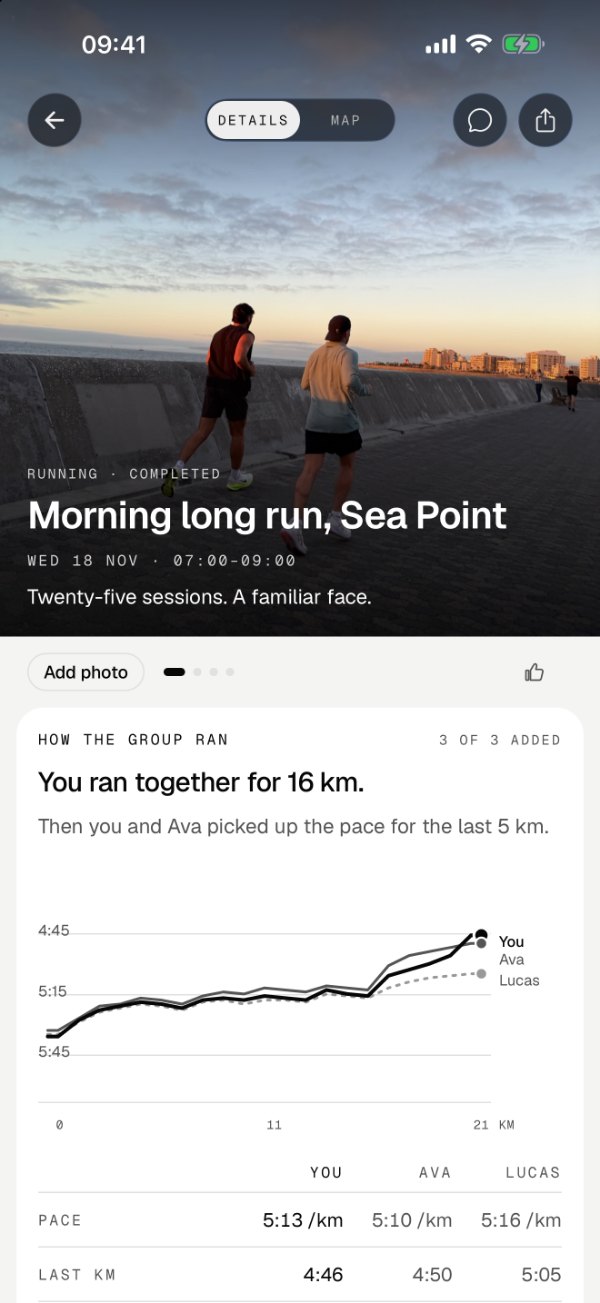 09:41
DETAILS MAP
RUNNING · COMPLETED
Morning long run, Sea Point
WED 18 NOV · 07:00–09:00
Twenty-five sessions. A familiar face.
Add photo
HOW THE GROUP RAN 3 OF 3 ADDED
You ran together for 16 km.
Then you and Ava picked up the pace for the last 5 km.
4:45
You
Ava
Lucas
5:15
5:45
0 11 21 KM
YOU AVA LUCAS
PACE 5:13 /km 5:10 /km 5:16 /km
LAST KM 4:46 4:50 5:05